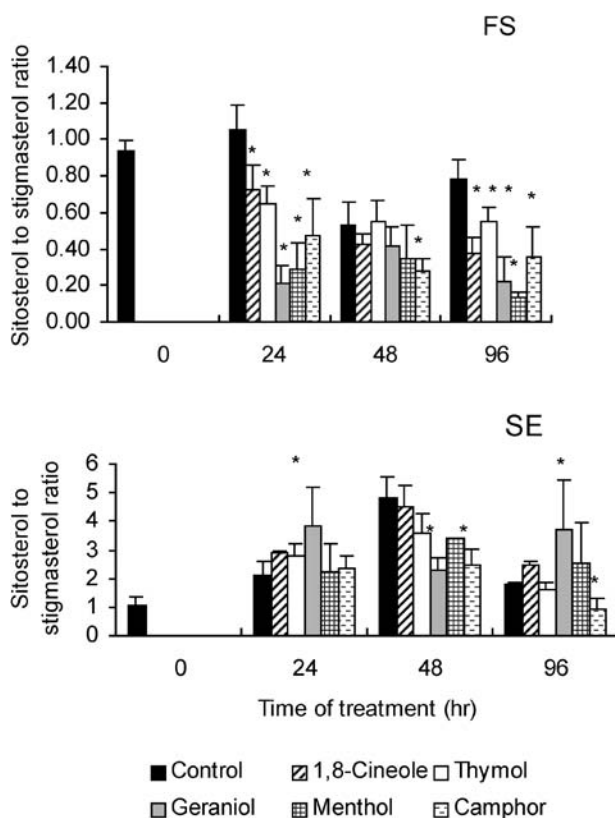 FS
Sitosterol to stigmasterol ratio
1.40
1.20
1.00
0.80
0.60
0.40
0.20
0.00
* * * * *
*
* * * * *
0 24 48 96
SE
Sitosterol to
stigmasterol ratio
6
5
4
3
2
1
0
*
* *
* *
0 24 48 96
Time of treatment (hr)
Control 1,8-Cineole Thymol
Geraniol Menthol Camphor